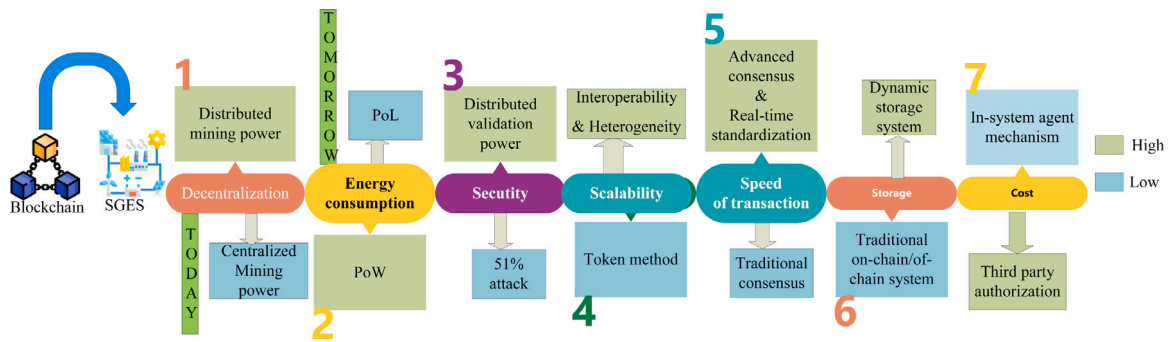 Blockchain
SGES
1
Distributed
mining power
Decentralization
TODAY
Centralized
Mining
power
TOMORROW
PoL
Energy
consumption
PoW
2
3
Distributed
validation
power
Secutity
51%
attack
Interoperability
& Heterogeneity
Scalability
Token method
4
5
Advanced
consensus
&
Real-time
standardization
Speed
of transaction
Traditional
consensus
Dynamic
storage
system
Storage
Traditional
on-chain/of-
chain system
6
7
In-system agent
mechanism
Cost
Third party
authorization
High
Low